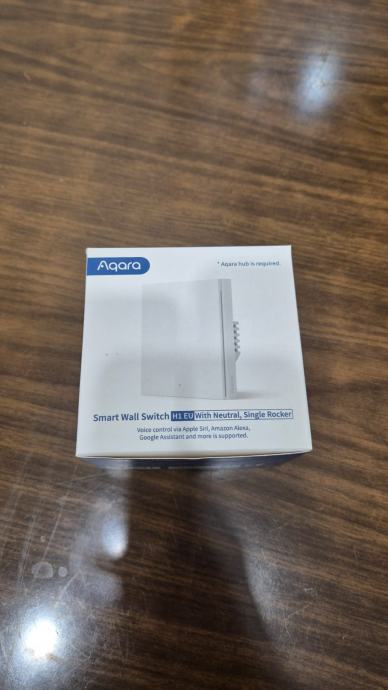 Aqara
* Aqara hub is required.
Smart Wall Switch H1 EU With Neutral, Single Rocker
Voice control via Apple Siri, Amazon Alexa,
Google Assistant and more is supported.